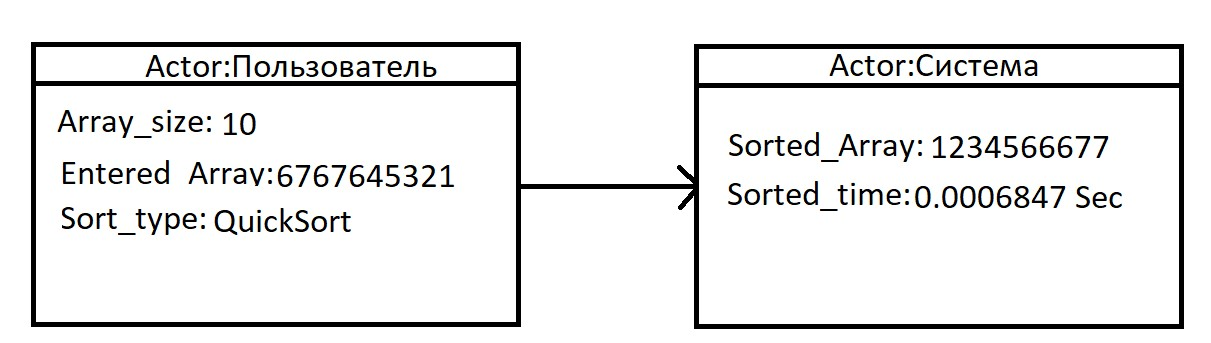 Actor:Пользователь
Array_size: 10
Entered Array:6767645321
Sort_type: QuickSort
Actor:Система
Sorted_Array: 1234566677
Sorted_time:0.0006847 Sec